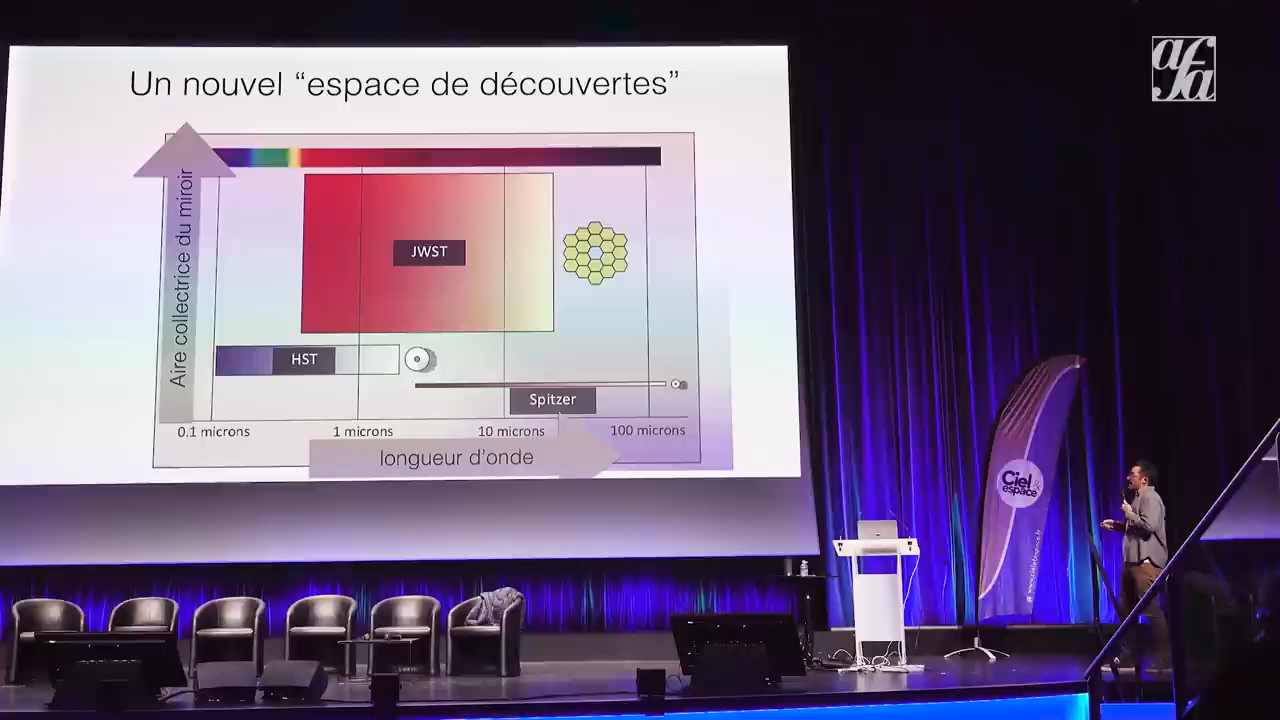 Un nouvel “espace de découvertes”
afa
Aire collectrice du miroir
JWST
HST
Spitzer
0.1 microns
1 microns
10 microns
100 microns
longueur d’onde
Ciel &
espace